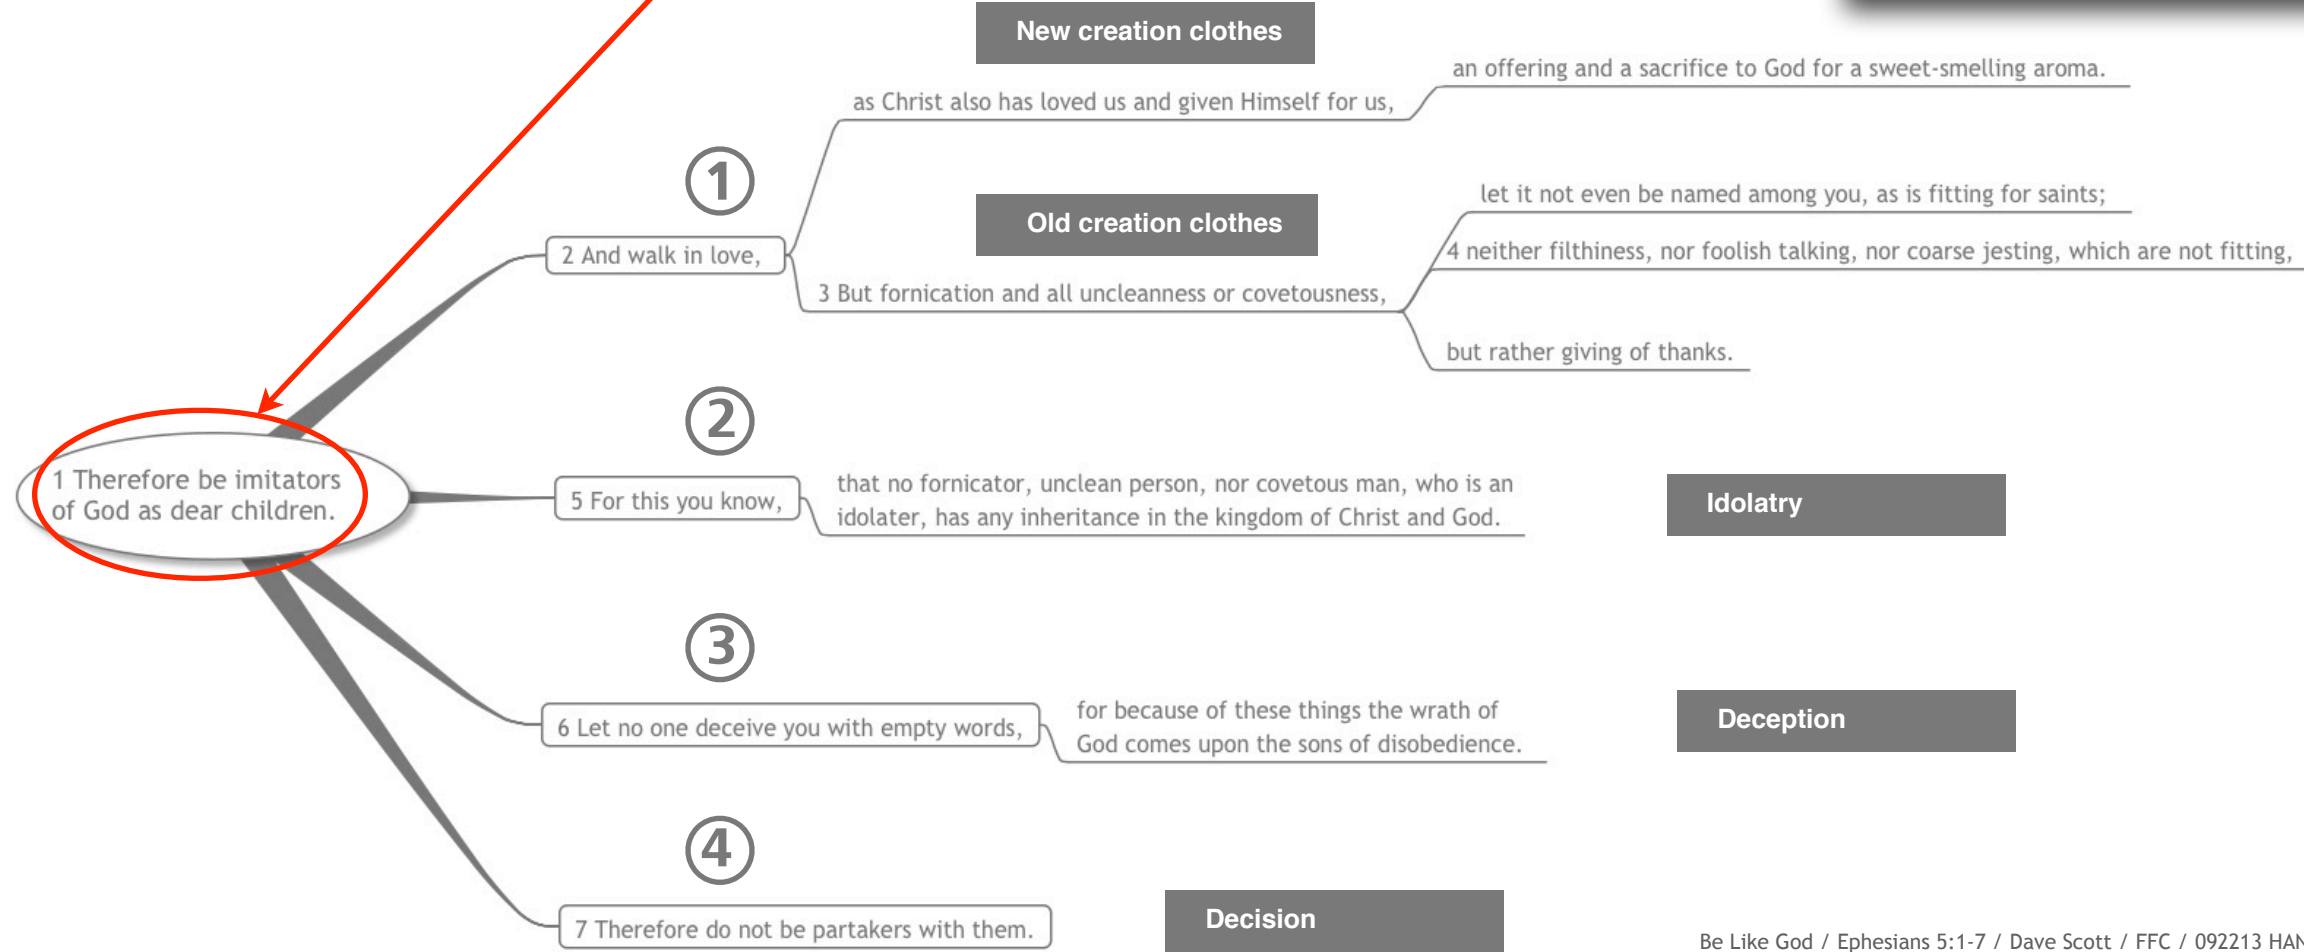 New creation clothes
an offering and a sacrifice to God for a sweet-smelling aroma.
as Christ also has loved us and given Himself for us,
1
let it not even be named among you, as is fitting for saints;
Old creation clothes
2 And walk in love,
4 neither filthiness, nor foolish talking, nor coarse jesting, which are not fitting,
3 But fornication and all uncleanness or covetousness,
but rather giving of thanks.
2
1 Therefore be imitators
of God as dear children.
5 For this you know,
that no fornicator, unclean person, nor covetous man, who is an
idolater, has any inheritance in the kingdom of Christ and God.
Idolatry
3
6 Let no one deceive you with empty words,
for because of these things the wrath of
God comes upon the sons of disobedience.
Deception
4
7 Therefore do not be partakers with them.
Decision
Be Like God / Ephesians 5:1-7 / Dave Scott / FFC / 092213